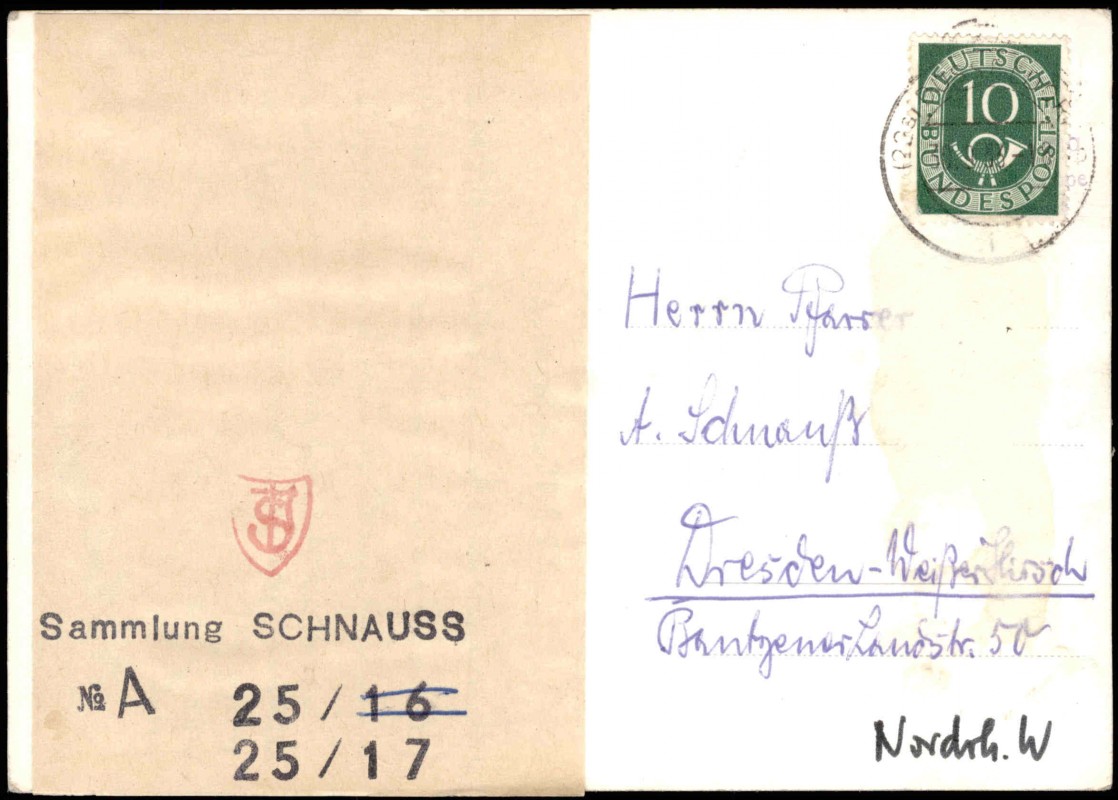 Sammlung SCHNAUSS
№ A 25 / 16
25 / 17
DEUTSCHE BUNDESPOST
10
(22a)
Herrn Pfarrer
A. Schnauß
Dresden-Weißer Hirsch
Bautzener Landstr. 50
Nordrh. W